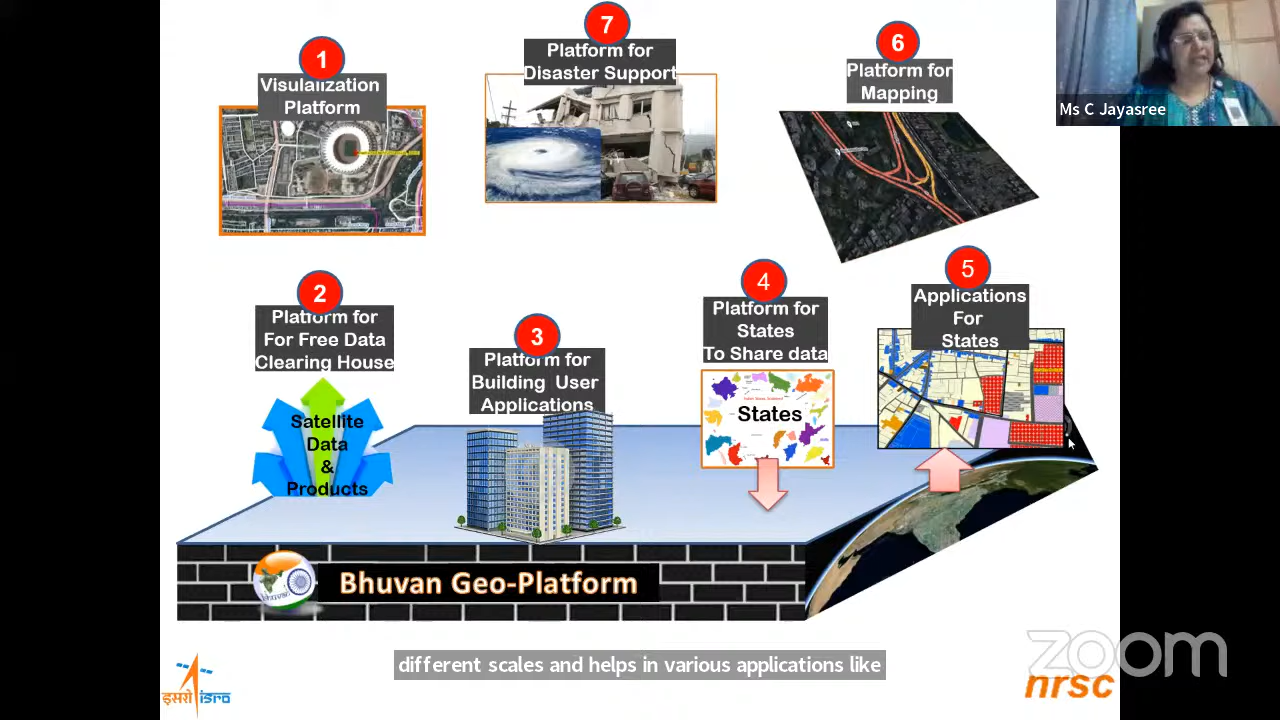 1
Visulalization
Platform
7
Platform for
Disaster Support
6
Platform for
Mapping
Ms C Jayasree
2
Platform for
For Free Data
Clearing House
Satellite
Data
&
Products
3
Platform for
Building User
Applications
4
Platform for
States
To Share data
States
5
Applications
For
States
Bhuvan Geo-Platform
different scales and helps in various applications like
इसरो isro
zoom
nrsc